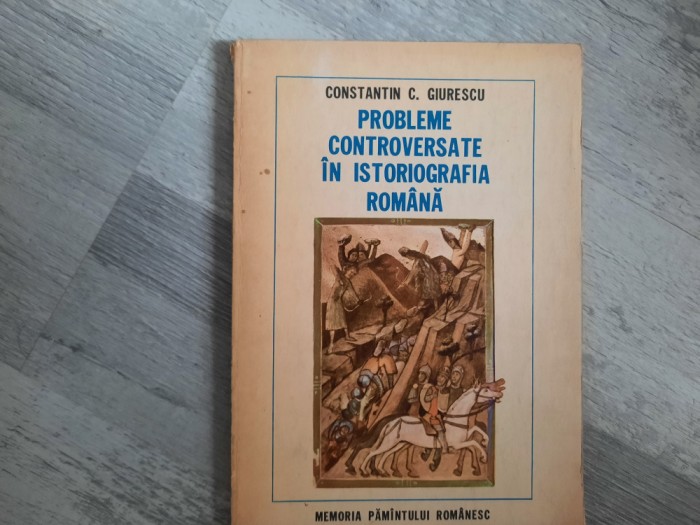 CONSTANTIN C. GIURESCU
PROBLEME
CONTROVERSATE
ÎN ISTORIOGRAFIA
ROMÂNĂ
MEMORIA PĂMÎNTULUI ROMÂNESC